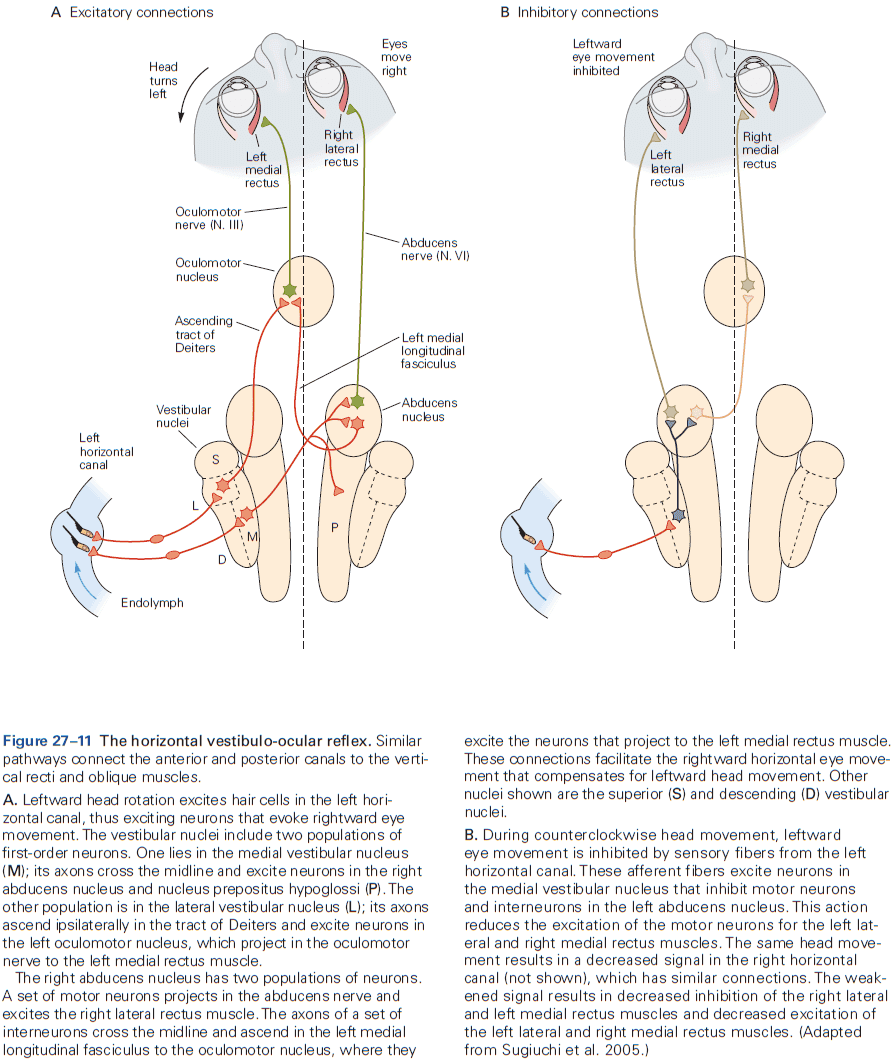 A Excitatory connections
Head
turns
left
Eyes
move
right
Left
medial
rectus
Right
lateral
rectus
Oculomotor
nerve (N. III)
Abducens
nerve (N. VI)
Oculomotor
nucleus
Ascending
tract of
Deiters
Left medial
longitudinal
fasciculus
Vestibular
nuclei
Abducens
nucleus
Left
horizontal
canal
S
L
M
D
P
Endolymph
B Inhibitory connections
Leftward
eye movement
inhibited
Left
lateral
rectus
Right
medial
rectus
Figure 27–11 The horizontal vestibulo-ocular reflex. Similar
pathways connect the anterior and posterior canals to the verti-
cal recti and oblique muscles.
A. Leftward head rotation excites hair cells in the left hori-
zontal canal, thus exciting neurons that evoke rightward eye
movement. The vestibular nuclei include two populations of
first-order neurons. One lies in the medial vestibular nucleus
(M); its axons cross the midline and excite neurons in the right
abducens nucleus and nucleus prepositus hypoglossi (P). The
other population is in the lateral vestibular nucleus (L); its axons
ascend ipsilaterally in the tract of Deiters and excite neurons in
the left oculomotor nucleus, which project in the oculomotor
nerve to the left medial rectus muscle.
The right abducens nucleus has two populations of neurons.
A set of motor neurons projects in the abducens nerve and
excites the right lateral rectus muscle. The axons of a set of
interneurons cross the midline and ascend in the left medial
longitudinal fasciculus to the oculomotor nucleus, where they
excite the neurons that project to the left medial rectus muscle.
These connections facilitate the rightward horizontal eye move-
ment that compensates for leftward head movement. Other
nuclei shown are the superior (S) and descending (D) vestibular
nuclei.
B. During counterclockwise head movement, leftward
eye movement is inhibited by sensory fibers from the left
horizontal canal. These afferent fibers excite neurons in
the medial vestibular nucleus that inhibit motor neurons
and interneurons in the left abducens nucleus. This action
reduces the excitation of the motor neurons for the left lat-
eral and right medial rectus muscles. The same head move-
ment results in a decreased signal in the right horizontal
canal (not shown), which has similar connections. The weak-
ened signal results in decreased inhibition of the right lateral
and left medial rectus muscles and decreased excitation of
the left lateral and right medial rectus muscles. (Adapted
from Sugiuchi et al. 2005.)